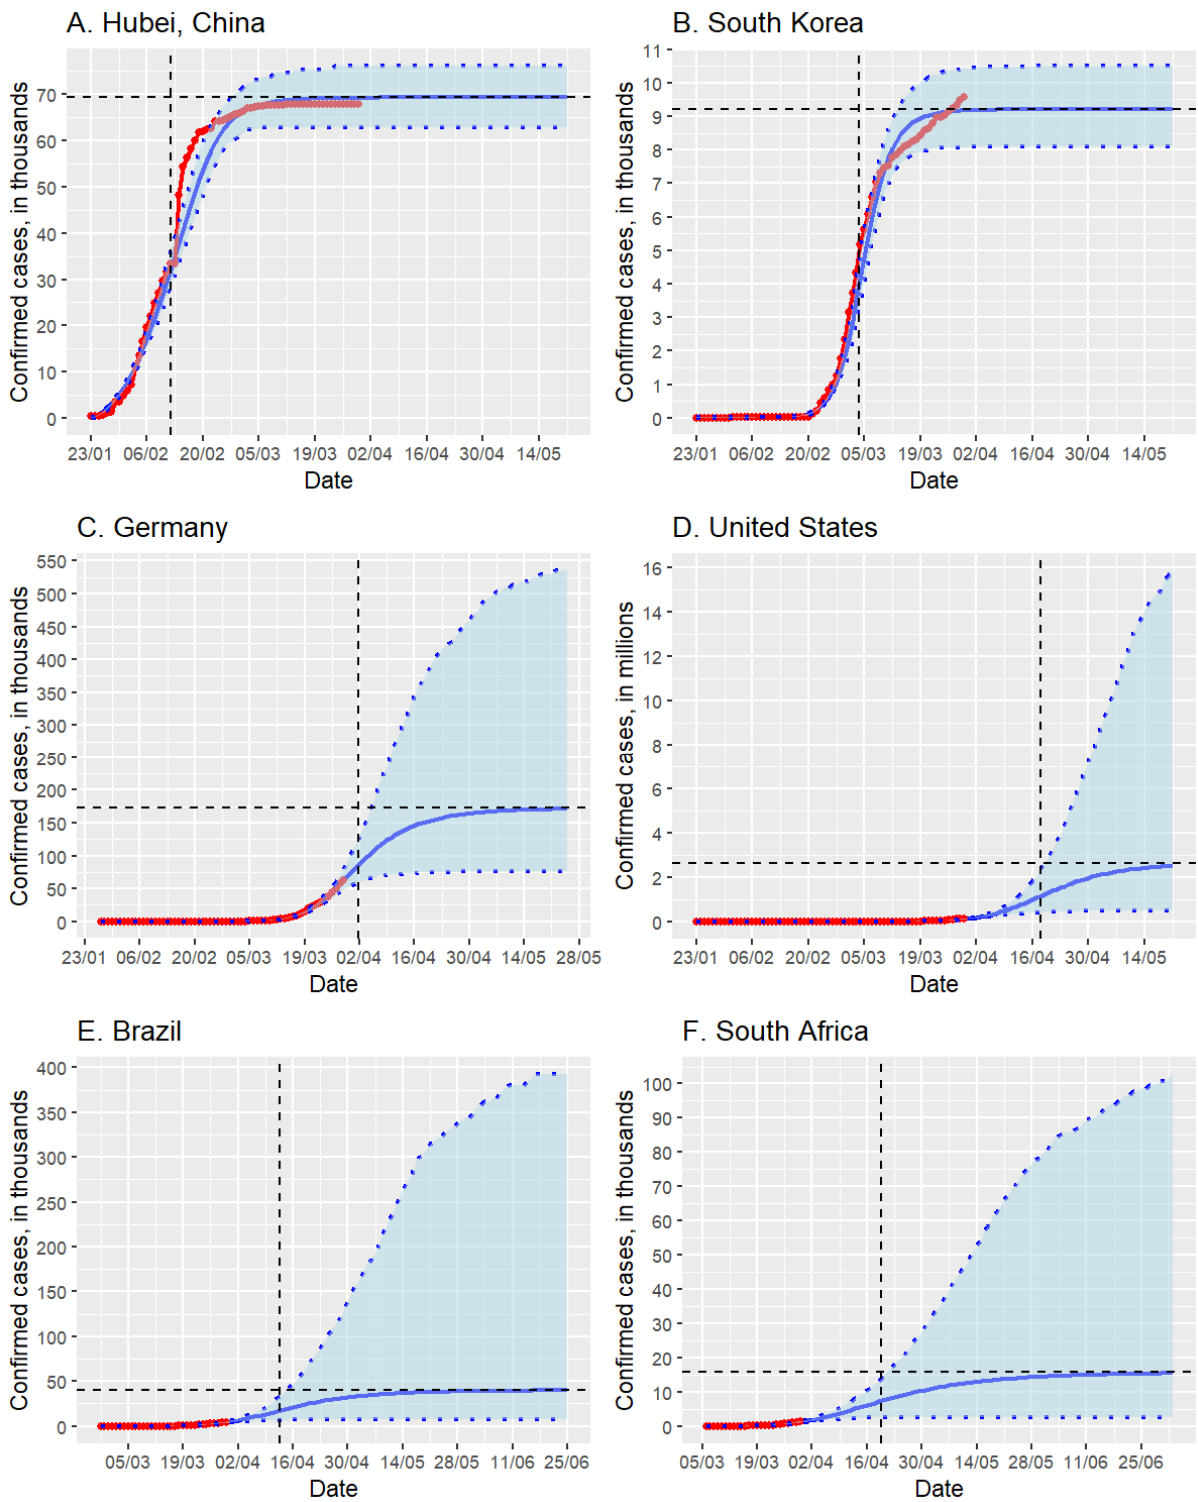 A. Hubei, China
Confirmed cases, in thousands
70
60
50
40
30
20
10
0
23/01 06/02 20/02 05/03 19/03 02/04 16/04 30/04 14/05
Date
B. South Korea
Confirmed cases, in thousands
11
10
9
8
7
6
5
4
3
2
1
0
23/01 06/02 20/02 05/03 19/03 02/04 16/04 30/04 14/05
Date
C. Germany
Confirmed cases, in thousands
550
500
450
400
350
300
250
200
150
100
50
0
23/01 06/02 20/02 05/03 19/03 02/04 16/04 30/04 14/05 28/05
Date
D. United States
Confirmed cases, in millions
16
14
12
10
8
6
4
2
0
23/01 06/02 20/02 05/03 19/03 02/04 16/04 30/04 14/05
Date
E. Brazil
Confirmed cases, in thousands
400
350
300
250
200
150
100
50
0
05/03 19/03 02/04 16/04 30/04 14/05 28/05 11/06 25/06
Date
F. South Africa
Confirmed cases, in thousands
100
90
80
70
60
50
40
30
20
10
0
05/03 19/03 02/04 16/04 30/04 14/05 28/05 11/06 25/06
Date